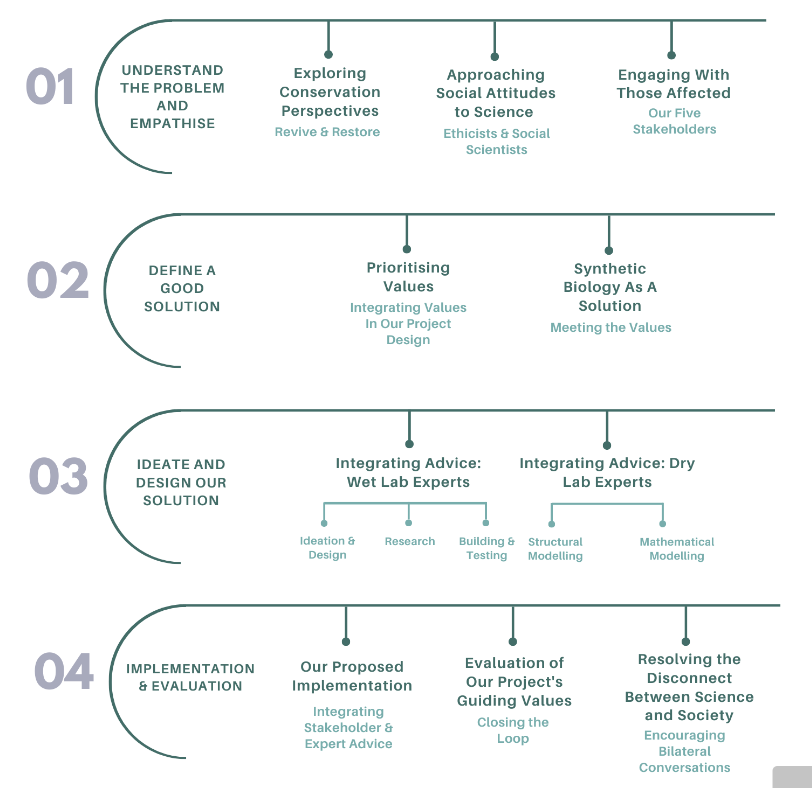 01
UNDERSTAND
THE PROBLEM
AND
EMPATHISE
Exploring
Conservation
Perspectives
Revive & Restore
Approaching
Social Attitudes
to Science
Ethicists & Social
Scientists
Engaging With
Those Affected
Our Five
Stakeholders
02
DEFINE A
GOOD
SOLUTION
Prioritising
Values
Integrating Values
In Our Project
Design
Synthetic
Biology As A
Solution
Meeting the Values
03
IDEATE AND
DESIGN OUR
SOLUTION
Integrating Advice:
Wet Lab Experts
Ideation &
Design
Research
Building &
Testing
Integrating Advice: Dry
Lab Experts
Structural
Modelling
Mathematical
Modelling
04
IMPLEMENTATION
& EVALUATION
Our Proposed
Implementation
Integrating
Stakeholder &
Expert Advice
Evaluation of
Our Project's
Guiding Values
Closing the
Loop
Resolving the
Disconnect
Between Science
and Society
Encouraging
Bilateral
Conversations